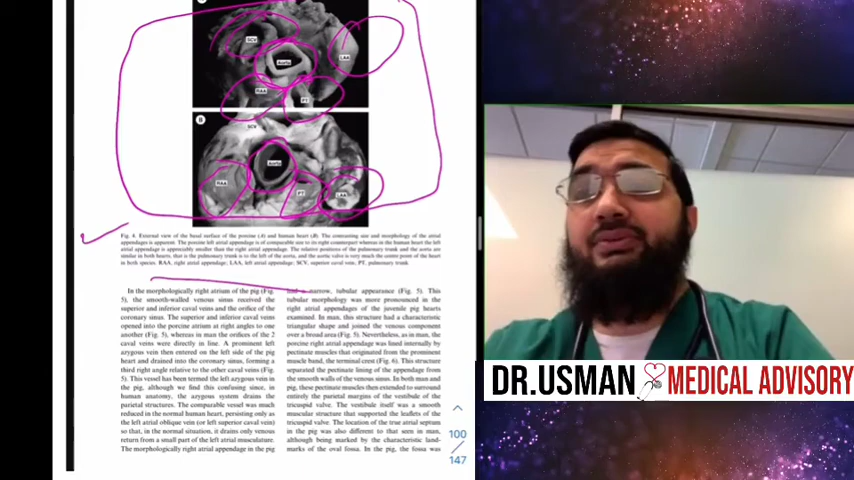 SCV
Aorta
LAA
RAA
PT
B
SCV
Aorta
RAA
PT
LAA
Fig. 4. External view of the basal surface of the porcine (A) and human heart (B). The contrasting size and morphology of the atrial
appendages is apparent. The porcine left atrial appendage is of comparable size to its right counterpart whereas in the human heart the left
atrial appendage is appreciably smaller than the right atrial appendage. The relative positions of the pulmonary trunk and the aorta are
similar in both hearts, that is the pulmonary trunk is to the left of the aorta, and the aortic valve is very much the centre point of the heart
in both species. RAA, right atrial appendage; LAA, left atrial appendage; SCV, superior caval vein; PT, pulmonary trunk.
In the morphologically right atrium of the pig (Fig.
5), the smooth-walled venous sinus received the
superior and inferior caval veins and the orifice of the
coronary sinus. The superior and inferior caval veins
opened into the porcine atrium at right angles to one
another (Fig. 5), whereas in man the orifices of the 2
caval veins were directly in line. A prominent left
azygous vein then entered on the left side of the pig
heart and drained into the coronary sinus, forming a
third right angle relative to the other caval veins (Fig.
5). This vessel has been termed the left azygous vein in
the pig, although we find this confusing since, in
human anatomy, the azygous system drains the
parietal structures. The comparable vessel was much
reduced in the normal human heart, persisting only as
the left atrial oblique vein (or left superior caval vein)
so that, in the normal situation, it drains only venous
return from a small part of the left atrial musculature.
The morphologically right atrial appendage in the pig
had a narrow, tubular appearance (Fig. 5). This
tubular morphology was more pronounced in the
right atrial appendages of the juvenile pig hearts
examined. In man, this structure had a characteristic
triangular shape and joined the venous component
over a broad area (Fig. 5). Nevertheless, as in man, the
porcine right atrial appendage was lined internally by
pectinate muscles that originated from the prominent
muscle band, the terminal crest (Fig. 6). This structure
separated the pectinate lining of the appendage from
the smooth walls of the venous sinus. In both man and
pig, these pectinate muscles then extended to surround
entirely the parietal margins of the vestibule of the
tricuspid valve. The vestibule itself was a smooth
muscular structure that supported the leaflets of the
tricuspid valve. The location of the true atrial septum
in the pig was also different to that seen in man,
although being marked by the characteristic land-
marks of the oval fossa. In the pig, the fossa was
100
147
DR.USMAN MEDICAL ADVISORY